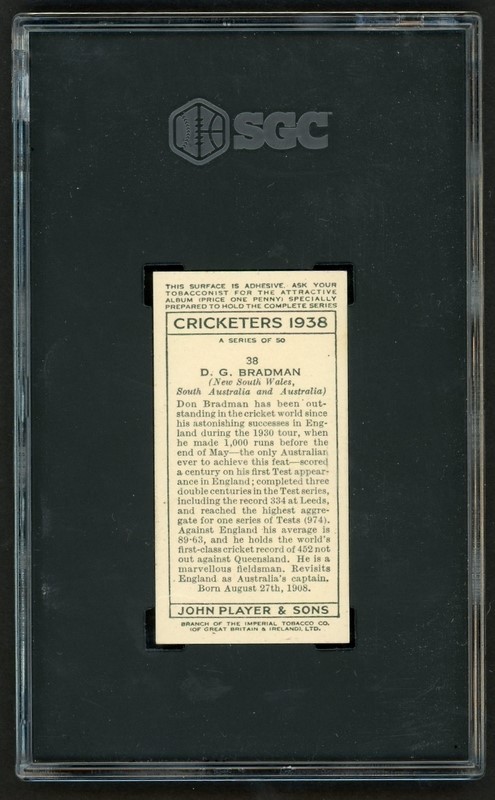 SGC
THIS SURFACE IS ADHESIVE. ASK YOUR
TOBACCONIST FOR THE ATTRACTIVE
ALBUM (PRICE ONE PENNY) SPECIALLY
PREPARED TO HOLD THE COMPLETE SERIES
CRICKETERS 1938
A SERIES OF 50
38
D. G. BRADMAN
(New South Wales,
South Australia and Australia)
Don Bradman has been out-
standing in the cricket world since
his astonishing successes in Eng-
land during the 1930 tour, when
he made 1,000 runs before the
end of May—the only Australian
ever to achieve this feat—scored
a century on his first Test appear-
ance in England; completed three
double centuries in the Test series,
including the record 334 at Leeds,
and reached the highest aggre-
gate for one series of Tests (974).
Against England his average is
89·63, and he holds the world's
first-class cricket record of 452 not
out against Queensland. He is a
marvellous fieldsman. Revisits
England as Australia's captain.
Born August 27th, 1908.
JOHN PLAYER & SONS
BRANCH OF THE IMPERIAL TOBACCO CO.
(OF GREAT BRITAIN & IRELAND), LTD.